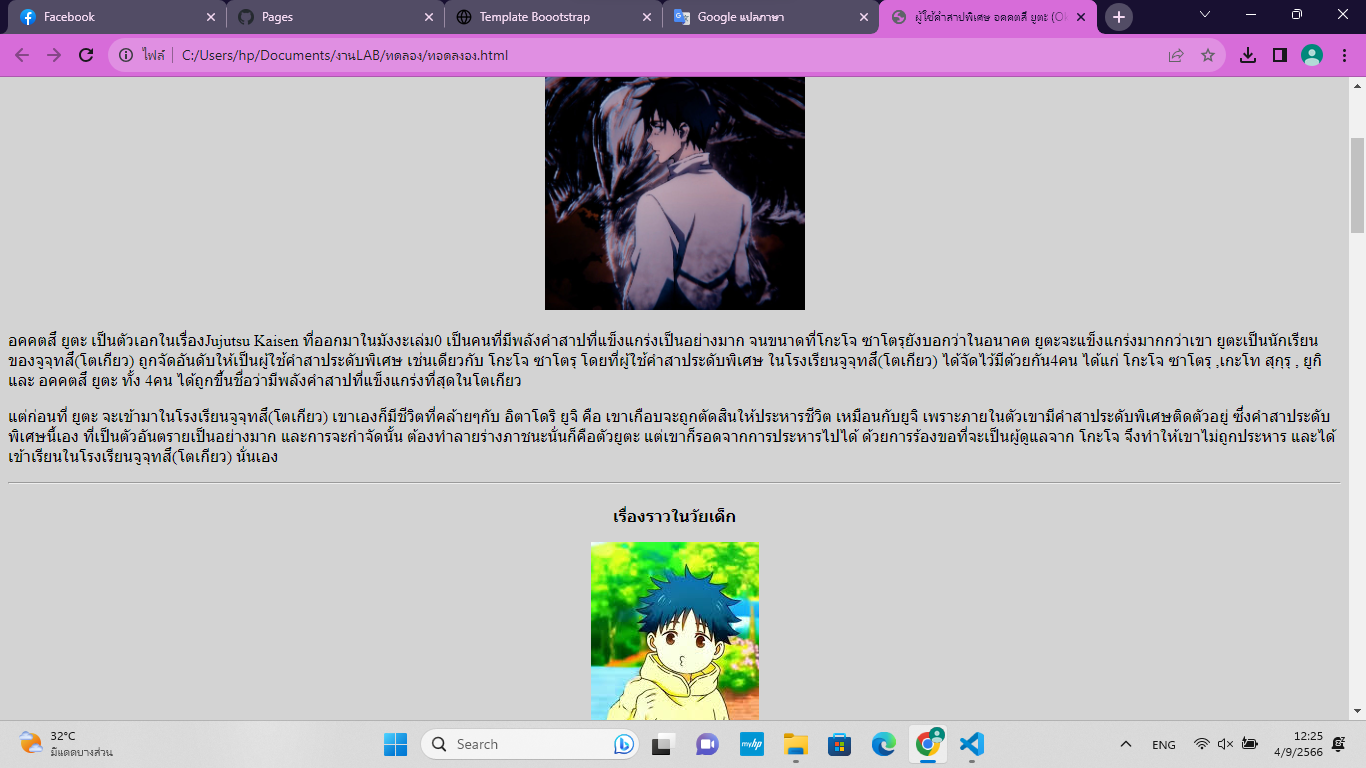 Facebook
Pages
Template Boootstrap
Google แปลภาษา
ผู้ใช้คำสาปพิเศษ อคคตสึ ยูตะ (Ok
ไฟล์
C:/Users/hp/Documents/งานLAB/ทดลอง/ทอดลงอง.html
อคคตสึ ยูตะ เป็นตัวเอกในเรื่องJujutsu Kaisen ที่ออกมาในมังงะเล่ม0 เป็นคนที่มีพลังคำสาปที่แข็งแกร่งเป็นอย่างมาก จนขนาดที่โกะโจ ซาโตรุยังบอกว่าในอนาคต ยูตะจะแข็งแกร่งมากกว่าเขา ยูตะเป็นนักเรียน
ของจูจุทสึ(โตเกียว) ถูกจัดอันดับให้เป็นผู้ใช้คำสาประดับพิเศษ เช่นเดียวกับ โกะโจ ซาโตรุ โดยที่ผู้ใช้คำสาประดับพิเศษ ในโรงเรียนจูจุทสึ(โตเกียว) ได้จัดไว้มีด้วยกัน4คน ได้แก่ โกะโจ ซาโตรุ ,เกะโท สุกุรุ , ยูกิ
และ อคคตสึ ยูตะ ทั้ง 4คน ได้ถูกขึ้นชื่อว่ามีพลังคำสาปที่แข็งแกร่งที่สุดในโตเกียว
แต่ก่อนที่ ยูตะ จะเข้ามาในโรงเรียนจูจุทสึ(โตเกียว) เขาเองก็มีชีวิตที่คล้ายๆกับ อิตาโดริ ยูจิ คือ เขาเกือบจะถูกตัดสินให้ประหารชีวิต เหมือนกับยูจิ เพราะภายในตัวเขามีคำสาประดับพิเศษติดตัวอยู่ ซึ่งคำสาประดับ
พิเศษนี้เอง ที่เป็นตัวอันตรายเป็นอย่างมาก และการจะกำจัดนั้น ต้องทำลายร่างภาชนะนั่นก็คือตัวยูตะ แต่เขาก็รอดจากการประหารไปได้ ด้วยการร้องขอที่จะเป็นผู้ดูแลจาก โกะโจ จึงทำให้เขาไม่ถูกประหาร และได้
เข้าเรียนในโรงเรียนจูจุทสึ(โตเกียว) นั่นเอง
เรื่องราวในวัยเด็ก
32°C
มีแดดบางส่วน
Search
myhp
ENG
12:25
4/9/2566